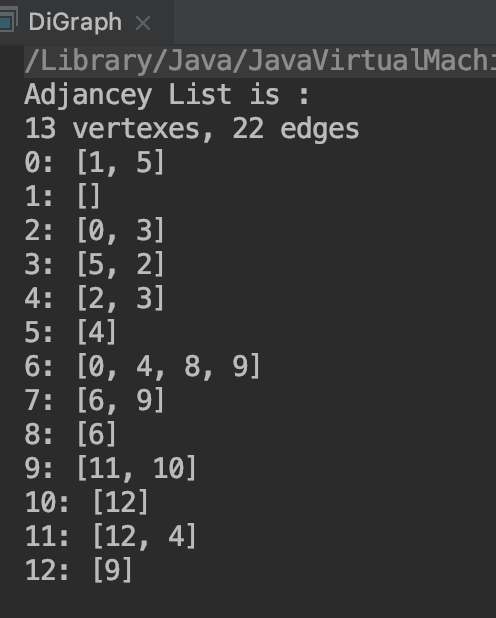 DiGraph ×
/Library/Java/JavaVirtualMachi
Adjancey List is :
13 vertexes, 22 edges
0: [1, 5]
1: []
2: [0, 3]
3: [5, 2]
4: [2, 3]
5: [4]
6: [0, 4, 8, 9]
7: [6, 9]
8: [6]
9: [11, 10]
10: [12]
11: [12, 4]
12: [9]